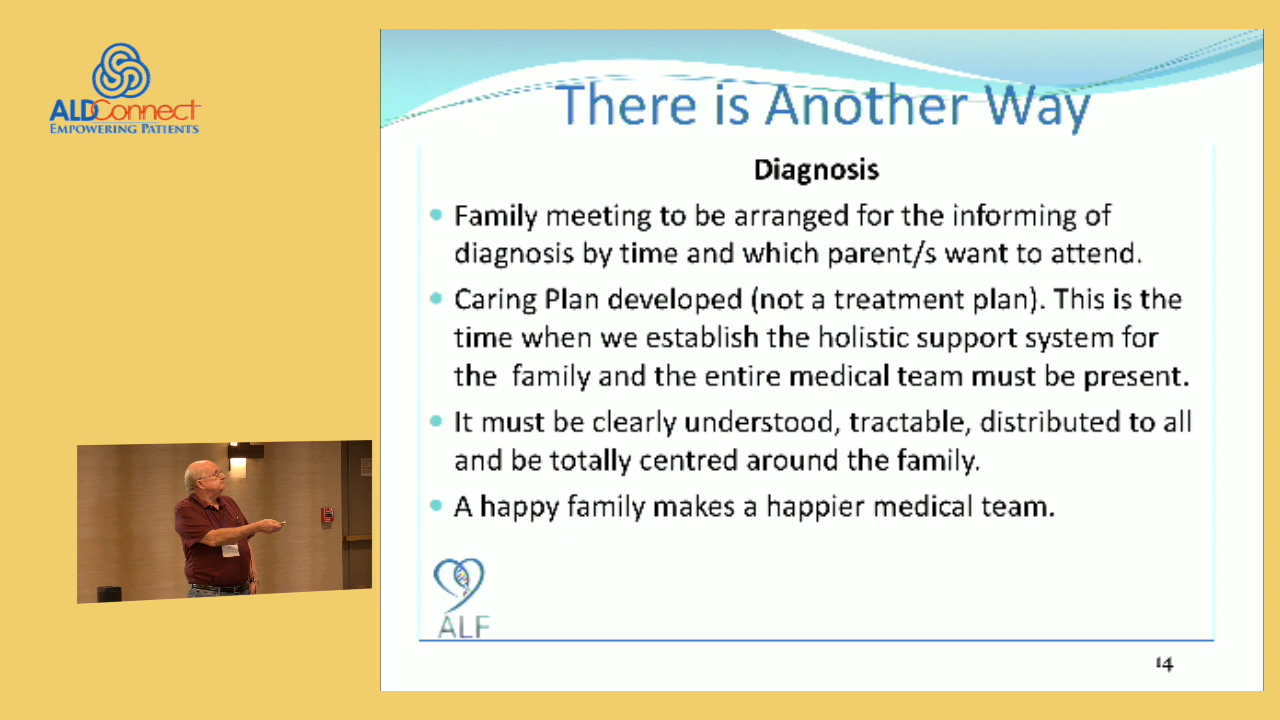 ALDConnect
EMPOWERING PATIENTS
There is Another Way
Diagnosis
• Family meeting to be arranged for the informing of
diagnosis by time and which parent/s want to attend.
• Caring Plan developed (not a treatment plan). This is the
time when we establish the holistic support system for
the family and the entire medical team must be present.
• It must be clearly understood, tractable, distributed to all
and be totally centred around the family.
• A happy family makes a happier medical team.
ALF
14